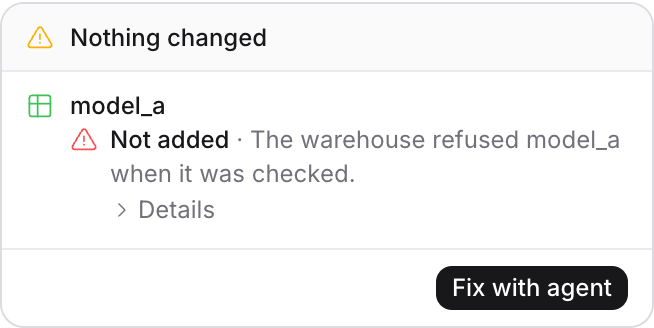 Nothing changed
model_a
Not added · The warehouse refused model_a
when it was checked.
Details
Fix with agent